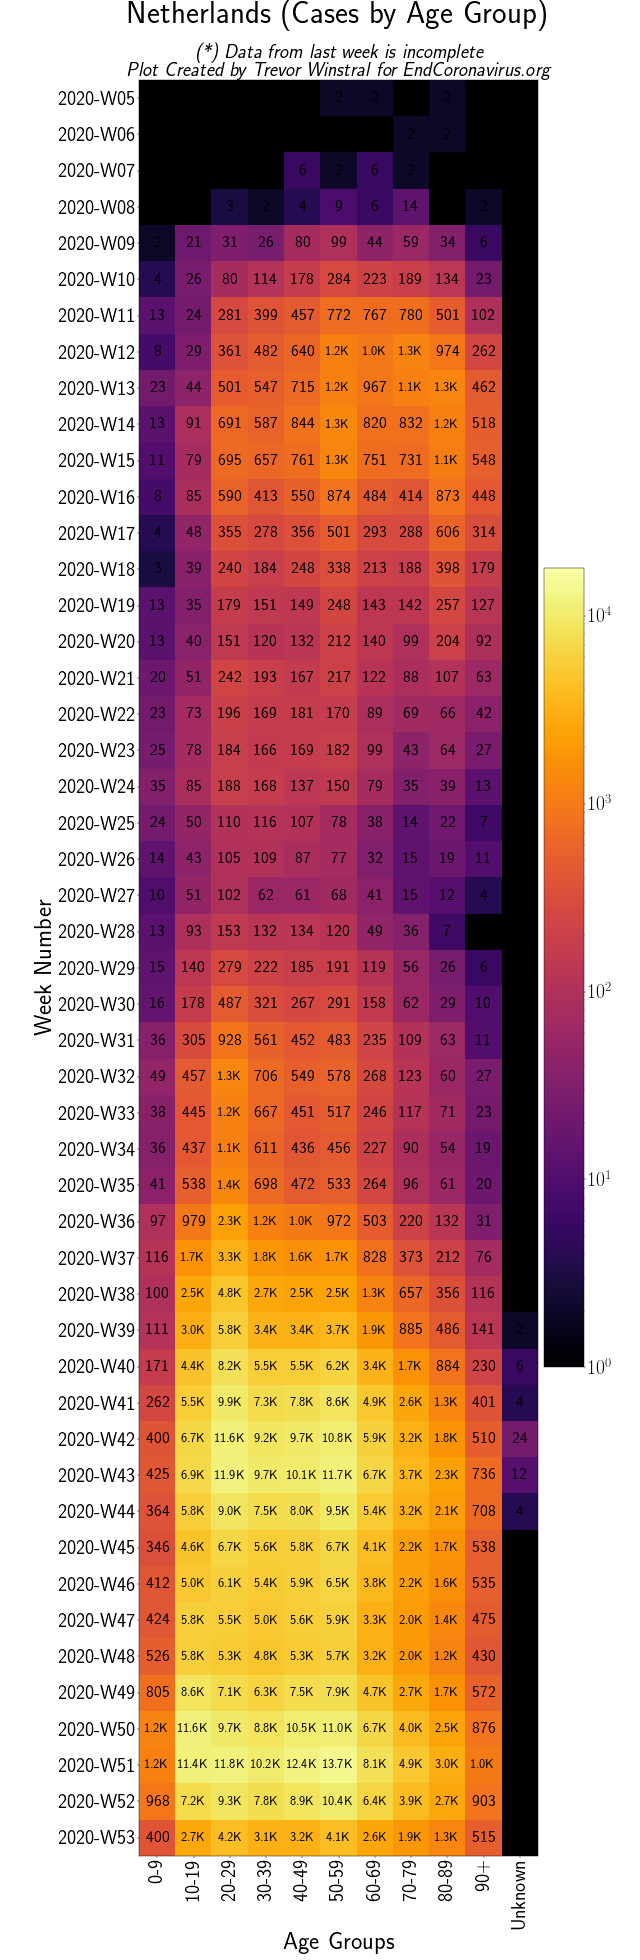 Netherlands (Cases by Age Group)
(*) Data from last week is incomplete
Plot Created by Trevor Winstral for EndCoronavirus.org
2020-W05 2 2 2
2020-W06 2 2
2020-W07 6 2 6 2
2020-W08 3 2 4 9 6 14 2
2020-W09 2 21 31 26 80 99 44 59 34 6
2020-W10 4 26 80 114 178 284 223 189 134 23
2020-W11 13 24 281 399 457 772 767 780 501 102
2020-W12 8 29 361 482 640 1.2K 1.0K 1.3K 974 262
2020-W13 23 44 501 547 715 1.2K 967 1.1K 1.3K 462
2020-W14 13 91 691 587 844 1.3K 820 832 1.2K 518
2020-W15 11 79 695 657 761 1.3K 751 731 1.1K 548
2020-W16 8 85 590 413 550 874 484 414 873 448
2020-W17 4 48 355 278 356 501 293 288 606 314
2020-W18 3 39 240 184 248 338 213 188 398 179
2020-W19 13 35 179 151 149 248 143 142 257 127
2020-W20 13 40 151 120 132 212 140 99 204 92
2020-W21 20 51 242 193 167 217 122 88 107 63
2020-W22 23 73 196 169 181 170 89 69 66 42
2020-W23 25 78 184 166 169 182 99 43 64 27
2020-W24 35 85 188 168 137 150 79 35 39 13
2020-W25 24 50 110 116 107 78 38 14 22 7
2020-W26 14 43 105 109 87 77 32 15 19 11
2020-W27 10 51 102 62 61 68 41 15 12 4
2020-W28 13 93 153 132 134 120 49 36 7
2020-W29 15 140 279 222 185 191 119 56 26 6
2020-W30 16 178 487 321 267 291 158 62 29 10
2020-W31 36 305 928 561 452 483 235 109 63 11
2020-W32 49 457 1.3K 706 549 578 268 123 60 27
2020-W33 38 445 1.2K 667 451 517 246 117 71 23
2020-W34 36 437 1.1K 611 436 456 227 90 54 19
2020-W35 41 538 1.4K 698 472 533 264 96 61 20
2020-W36 97 979 2.3K 1.2K 1.0K 972 503 220 132 31
2020-W37 116 1.7K 3.3K 1.8K 1.6K 1.7K 828 373 212 76
2020-W38 100 2.5K 4.8K 2.7K 2.5K 2.5K 1.3K 657 356 116
2020-W39 111 3.0K 5.8K 3.4K 3.4K 3.7K 1.9K 885 486 141 2
2020-W40 171 4.4K 8.2K 5.5K 5.5K 6.2K 3.4K 1.7K 884 230 6
2020-W41 262 5.5K 9.9K 7.3K 7.8K 8.6K 4.9K 2.6K 1.3K 401 4
2020-W42 400 6.7K 11.6K 9.2K 9.7K 10.8K 5.9K 3.2K 1.8K 510 24
2020-W43 425 6.9K 11.9K 9.7K 10.1K 11.7K 6.7K 3.7K 2.3K 736 12
2020-W44 364 5.8K 9.0K 7.5K 8.0K 9.5K 5.4K 3.2K 2.1K 708 4
2020-W45 346 4.6K 6.7K 5.6K 5.8K 6.7K 4.1K 2.2K 1.7K 538
2020-W46 412 5.0K 6.1K 5.4K 5.9K 6.5K 3.8K 2.2K 1.6K 535
2020-W47 424 5.8K 5.5K 5.0K 5.6K 5.9K 3.3K 2.0K 1.4K 475
2020-W48 526 5.8K 5.3K 4.8K 5.3K 5.7K 3.2K 2.0K 1.2K 430
2020-W49 805 8.6K 7.1K 6.3K 7.5K 7.9K 4.7K 2.7K 1.7K 572
2020-W50 1.2K 11.6K 9.7K 8.8K 10.5K 11.0K 6.7K 4.0K 2.5K 876
2020-W51 1.2K 11.4K 11.8K 10.2K 12.4K 13.7K 8.1K 4.9K 3.0K 1.0K
2020-W52 968 7.2K 9.3K 7.8K 8.9K 10.4K 6.4K 3.9K 2.7K 903
2020-W53 400 2.7K 4.2K 3.1K 3.2K 4.1K 2.6K 1.9K 1.3K 515
0-9 10-19 20-29 30-39 40-49 50-59 60-69 70-79 80-89 90+ Unknown
Age Groups
Week Number
10⁴
10³
10²
10¹
10⁰